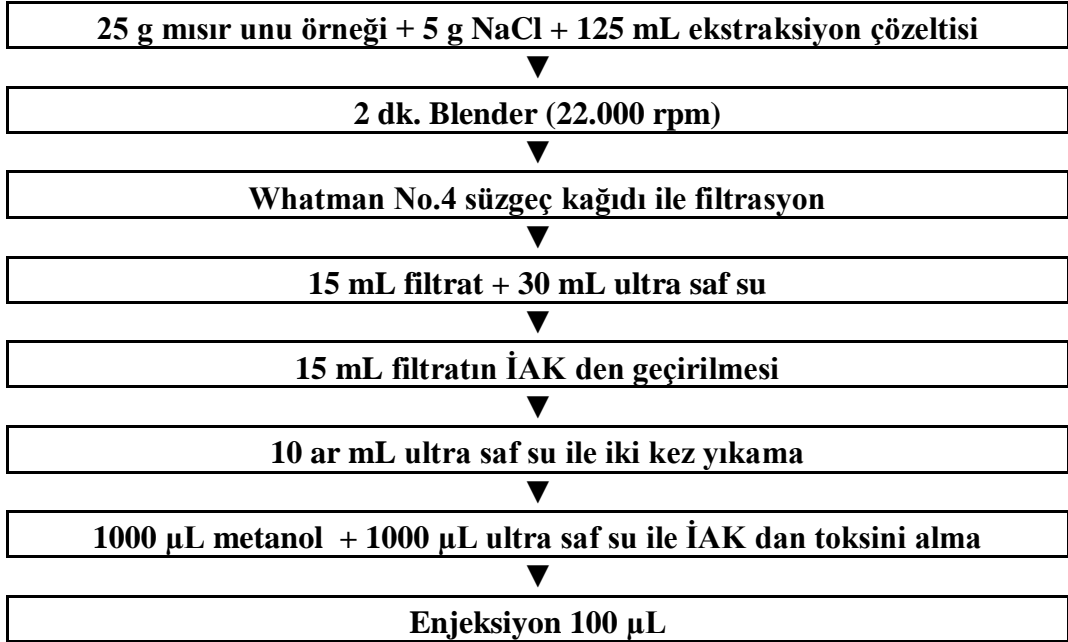 25 g mısır unu örneği + 5 g NaCl + 125 mL ekstraksiyon çözeltisi
2 dk. Blender (22.000 rpm)
Whatman No.4 süzgeç kağıdı ile filtrasyon
15 mL filtrat + 30 mL ultra saf su
15 mL filtratın İAK den geçirilmesi
10 ar mL ultra saf su ile iki kez yıkama
1000 µL metanol + 1000 µL ultra saf su ile İAK dan toksini alma
Enjeksiyon 100 µL